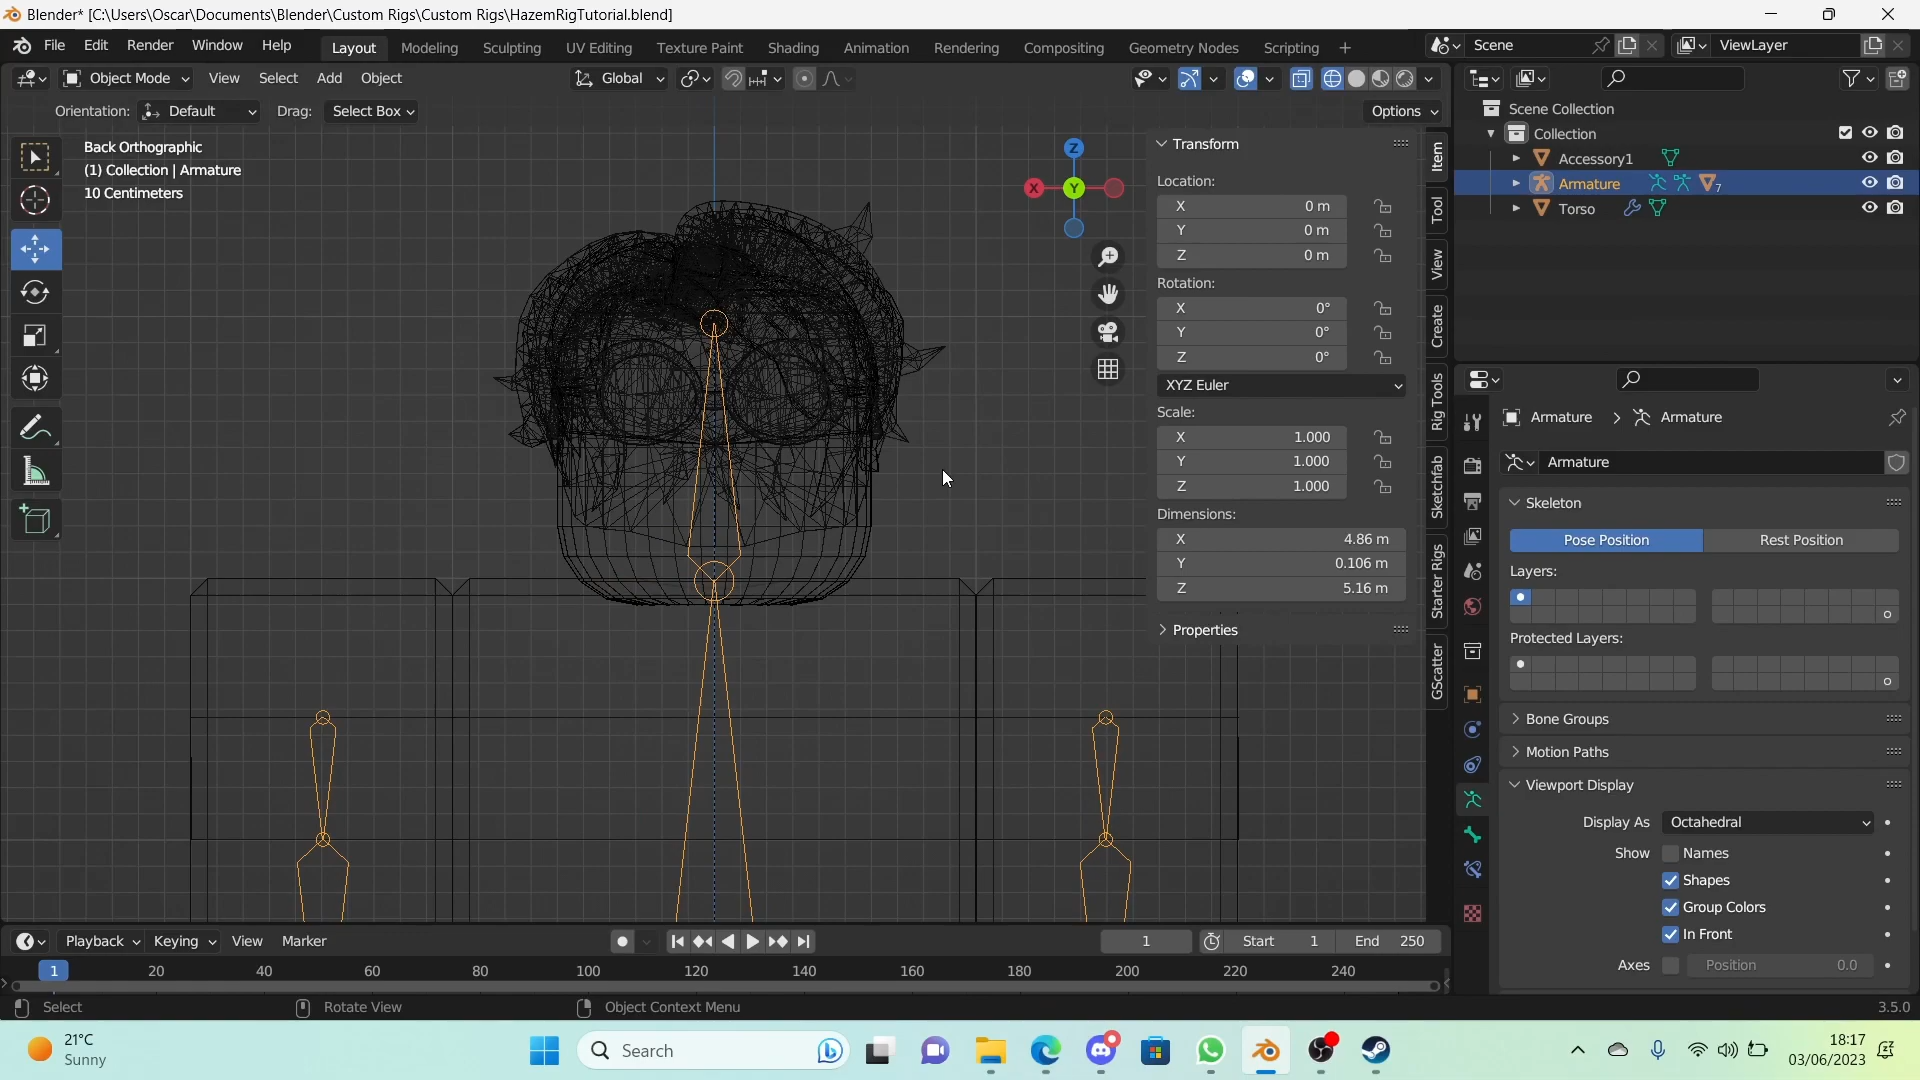 Blender* [C:\Users\Oscar\Documents\Blender\Custom Rigs\Custom Rigs\HazemRigTutorial.blend]
File Edit Render Window Help Layout Modeling Sculpting UV Editing Texture Paint Shading Animation Rendering Compositing Geometry Nodes Scripting + Scene ViewLayer
Object Mode View Select Add Object Global
Orientation: Default Drag: Select Box Options
Back Orthographic
(1) Collection | Armature
10 Centimeters
Z
X
Y
Transform
Location:
X 0 m
Y 0 m
Z 0 m
Rotation:
X 0°
Y 0°
Z 0°
XYZ Euler
Scale:
X 1.000
Y 1.000
Z 1.000
Dimensions:
X 4.86 m
Y 0.106 m
Z 5.16 m
Properties
Item
Tool
View
Create
Rig Tools
Sketchfab
Starter Rigs
GScatter
Scene Collection
Collection
Accessory1
Armature 7
Torso
Armature > Armature
Armature
Skeleton
Pose Position Rest Position
Layers:
Protected Layers:
Bone Groups
Motion Paths
Viewport Display
Display As Octahedral
Show Names
Shapes
Group Colors
In Front
Axes Position 0.0
Playback Keying View Marker 1 Start 1 End 250
1 20 40 60 80 100 120 140 160 180 200 220 240
Select Rotate View Object Context Menu 3.5.0
21°C
Sunny
Search
18:17
03/06/2023